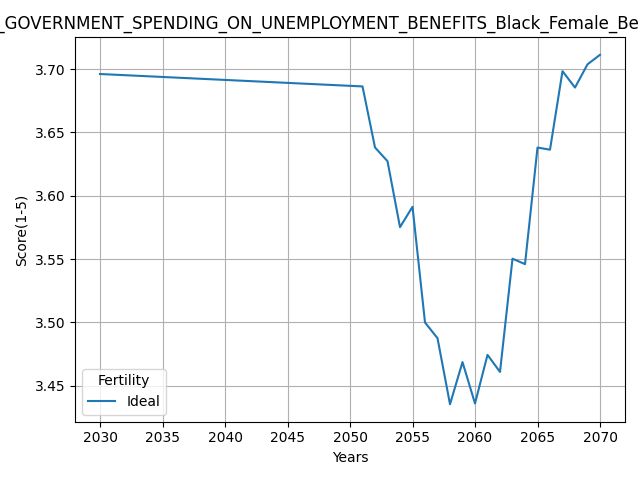 _GOVERNMENT_SPENDING_ON_UNEMPLOYMENT_BENEFITS_Black_Female_Be
3.70
3.65
3.60
3.55
3.50
3.45
Score(1-5)
Fertility
Ideal
2030 2035 2040 2045 2050 2055 2060 2065 2070
Years